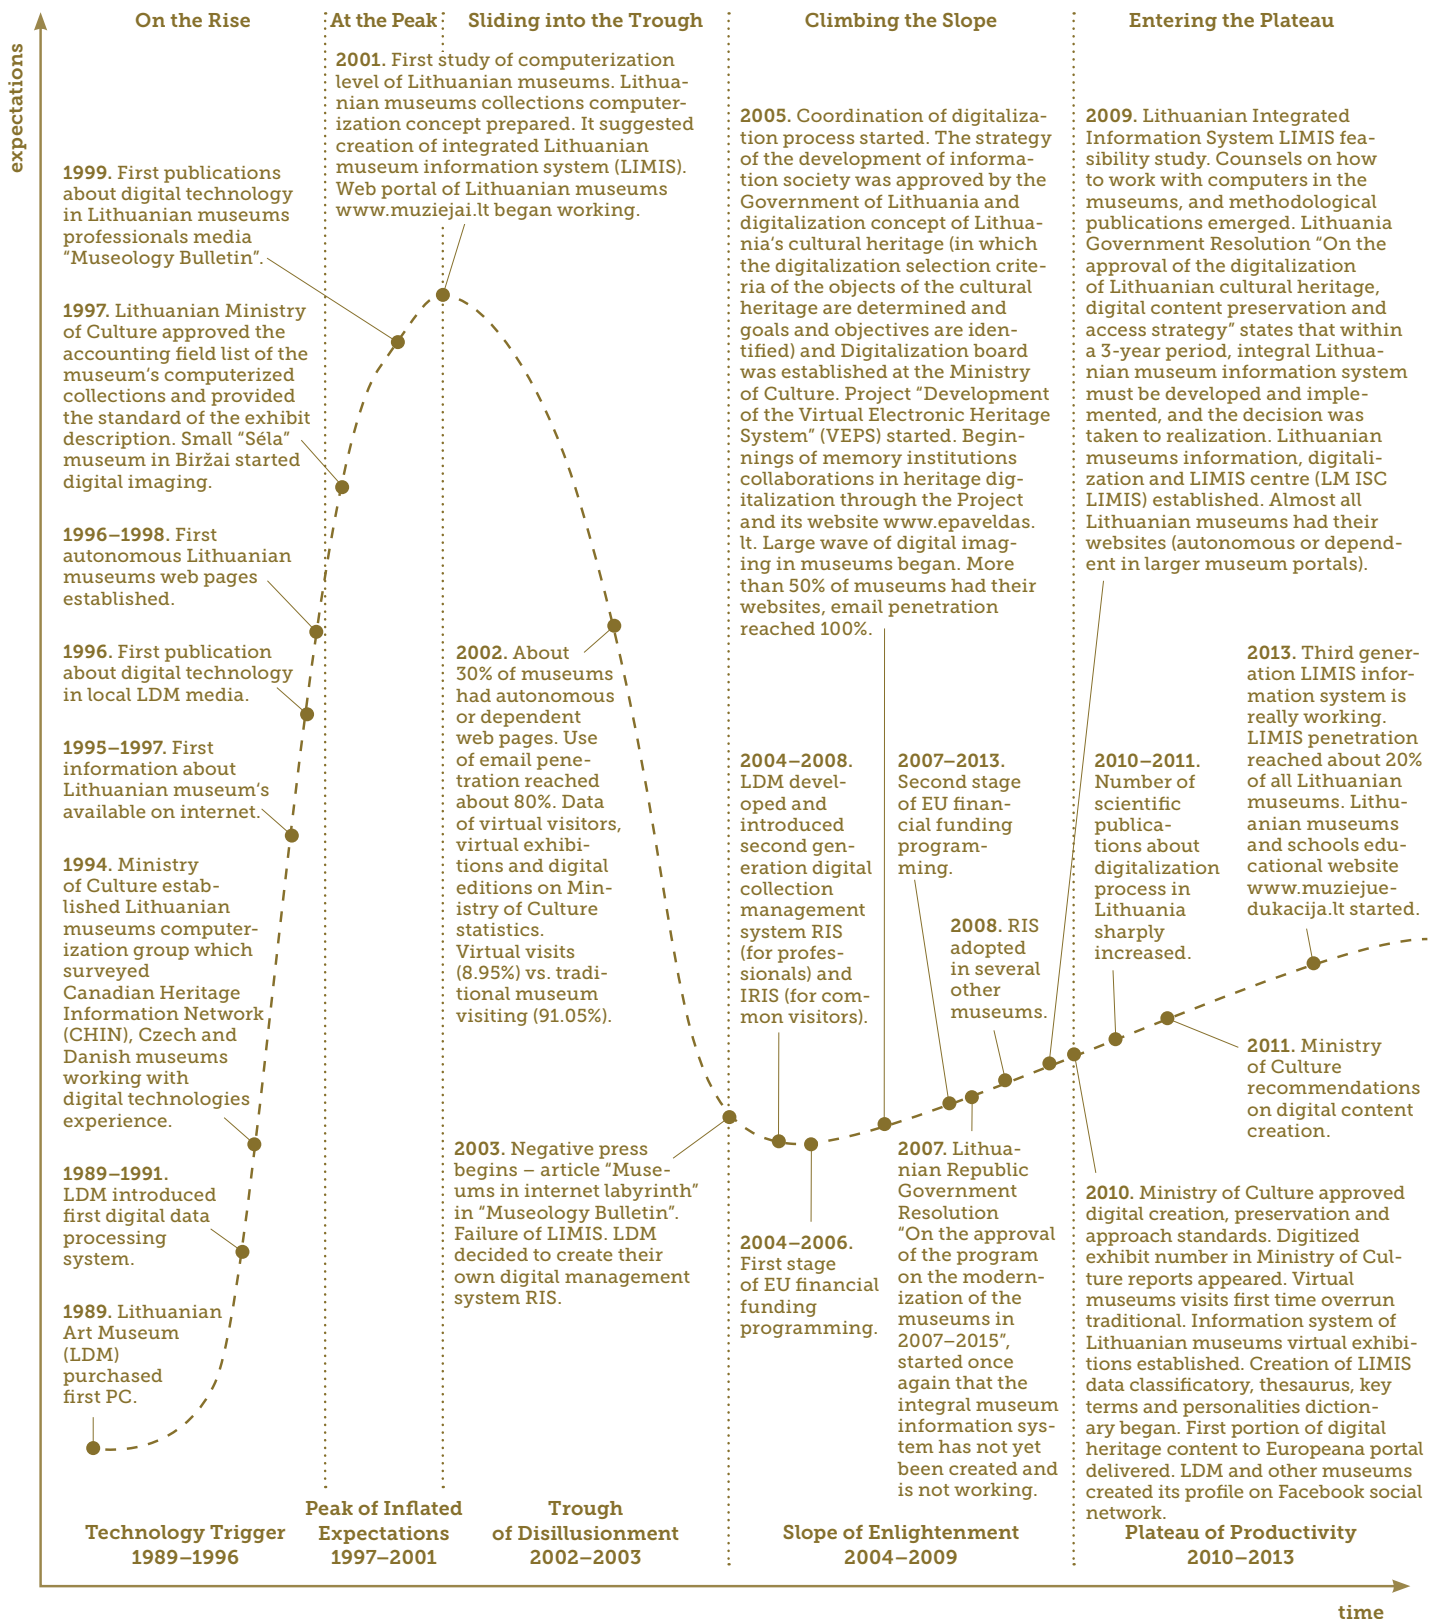 On the Rise
At the Peak
Sliding into the Trough
Climbing the Slope
Entering the Plateau
expectations
1999. First publications
about digital technology
in Lithuanian museums
professionals media
“Museology Bulletin”.
1997. Lithuanian Ministry
of Culture approved the
accounting field list of the
museum’s computerized
collections and provided
the standard of the exhibit
description. Small “Séla”
museum in Biržai started
digital imaging.
1996–1998. First
autonomous Lithuanian
museums web pages
established.
1996. First publication
about digital technology
in local LDM media.
1995–1997. First
information about
Lithuanian museum’s
available on internet.
1994. Ministry
of Culture estab-
lished Lithuanian
museums computer-
ization group which
surveyed
Canadian Heritage
Information Network
(CHIN), Czech and
Danish museums
working with
digital technologies
experience.
1989–1991.
LDM introduced
first digital data
processing
system.
1989. Lithuanian
Art Museum
(LDM)
purchased
first PC.
2001. First study of computerization
level of Lithuanian museums. Lithua-
nian museums collections computer-
ization concept prepared. It suggested
creation of integrated Lithuanian
museum information system (LIMIS).
Web portal of Lithuanian museums
www.muziejai.lt began working.
2002. About
30% of museums
had autonomous
or dependent
web pages. Use
of email pene-
tration reached
about 80%. Data
of virtual visitors,
virtual exhibi-
tions and digital
editions on Min-
istry of Culture
statistics.
Virtual visits
(8.95%) vs. tradi-
tional museum
visiting (91.05%).
2003. Negative press
begins – article “Muse-
ums in internet labyrinth”
in “Museology Bulletin”.
Failure of LIMIS. LDM
decided to create their
own digital management
system RIS.
2005. Coordination of digitaliza-
tion process started. The strategy
of the development of informa-
tion society was approved by the
Government of Lithuania and
digitalization concept of Lithua-
nia’s cultural heritage (in which
the digitalization selection crite-
ria of the objects of the cultural
heritage are determined and
goals and objectives are iden-
tified) and Digitalization board
was established at the Ministry
of Culture. Project “Development
of the Virtual Electronic Heritage
System” (VEPS) started. Begin-
nings of memory institutions
collaborations in heritage dig-
italization through the Project
and its website www.epaveldas.
lt. Large wave of digital imag-
ing in museums began. More
than 50% of museums had their
websites, email penetration
reached 100%.
2004–2008.
LDM devel-
oped and
introduced
second gen-
eration digital
collection
management
system RIS
(for profes-
sionals) and
IRIS (for com-
mon visitors).
2007–2013.
Second stage
of EU finan-
cial funding
program-
ming.
2008. RIS
adopted
in several
other
museums.
2004–2006.
First stage
of EU financial
funding
programming.
2007. Lithua-
nian Republic
Government
Resolution
“On the approval
of the program
on the modern-
ization of the
museums in
2007–2015”,
started once
again that the
integral museum
information sys-
tem has not yet
been created and
is not working.
2009. Lithuanian Integrated
Information System LIMIS fea-
sibility study. Counsels on how
to work with computers in the
museums, and methodological
publications emerged. Lithuania
Government Resolution “On the
approval of the digitalization
of Lithuanian cultural heritage,
digital content preservation and
access strategy” states that within
a 3-year period, integral Lithua-
nian museum information system
must be developed and imple-
mented, and the decision was
taken to realization. Lithuanian
museums information, digitali-
zation and LIMIS centre (LM ISC
LIMIS) established. Almost all
Lithuanian museums had their
websites (autonomous or depend-
ent in larger museum portals).
2010–2011.
Number of
scientific
publica-
tions about
digitalization
process in
Lithuania
sharply
increased.
2013. Third gener-
ation LIMIS infor-
mation system is
really working.
LIMIS penetration
reached about 20%
of all Lithuanian
museums. Lithu-
anian museums
and schools edu-
cational website
www.muziejue-
dukacija.lt started.
2011. Ministry
of Culture
recommendations
on digital content
creation.
2010. Ministry of Culture approved
digital creation, preservation and
approach standards. Digitized
exhibit number in Ministry of Cul-
ture reports appeared. Virtual
museums visits first time overrun
traditional. Information system of
Lithuanian museums virtual exhibi-
tions established. Creation of LIMIS
data classificatory, thesaurus, key
terms and personalities diction-
ary began. First portion of digital
heritage content to Europeana portal
delivered. LDM and other museums
created its profile on Facebook social
network.
Technology Trigger
1989–1996
Peak of Inflated
Expectations
1997–2001
Trough
of Disillusionment
2002–2003
Slope of Enlightenment
2004–2009
Plateau of Productivity
2010–2013
time